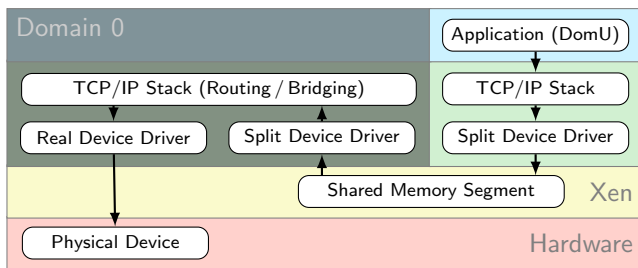 Domain 0
Application (DomU)
TCP/IP Stack (Routing / Bridging)
TCP/IP Stack
Real Device Driver
Split Device Driver
Split Device Driver
Shared Memory Segment
Xen
Physical Device
Hardware